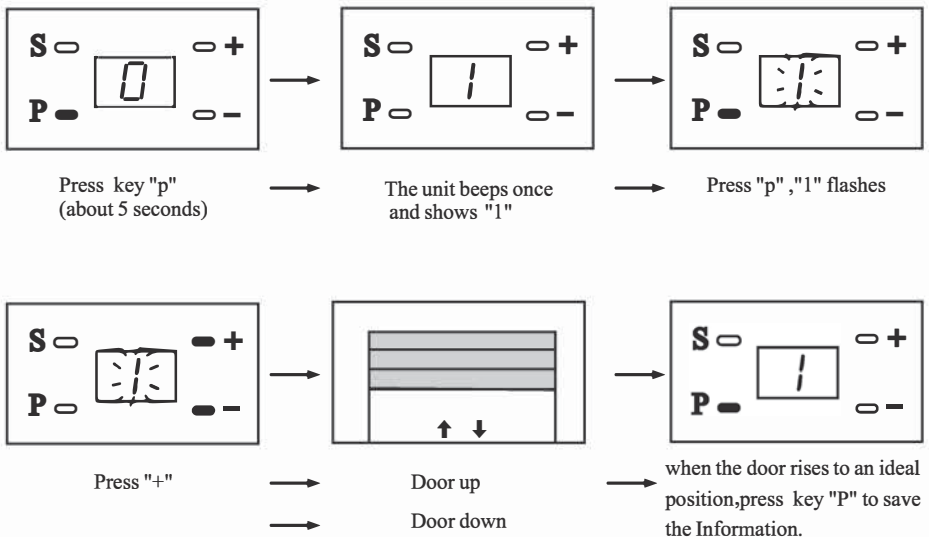 S + S + S +
0 1 1
P − P − P −
Press key "p" The unit beeps once Press "p" ,"1" flashes
(about 5 seconds) and shows "1"
S + S +
1 1
P − P −
Press "+" Door up when the door rises to an ideal
position,press key "P" to save
Door down the Information.